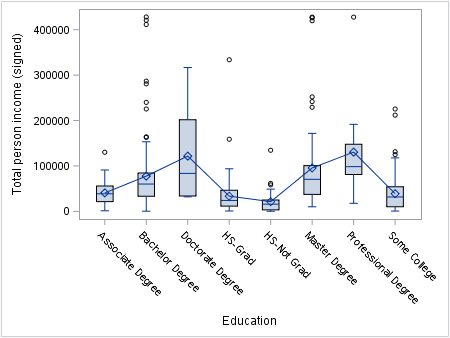 Total person income (signed)
400000
300000
200000
100000
0
Associate Degree
Bachelor Degree
Doctorate Degree
HS-Grad
HS-Not Grad
Master Degree
Professional Degree
Some College
Education